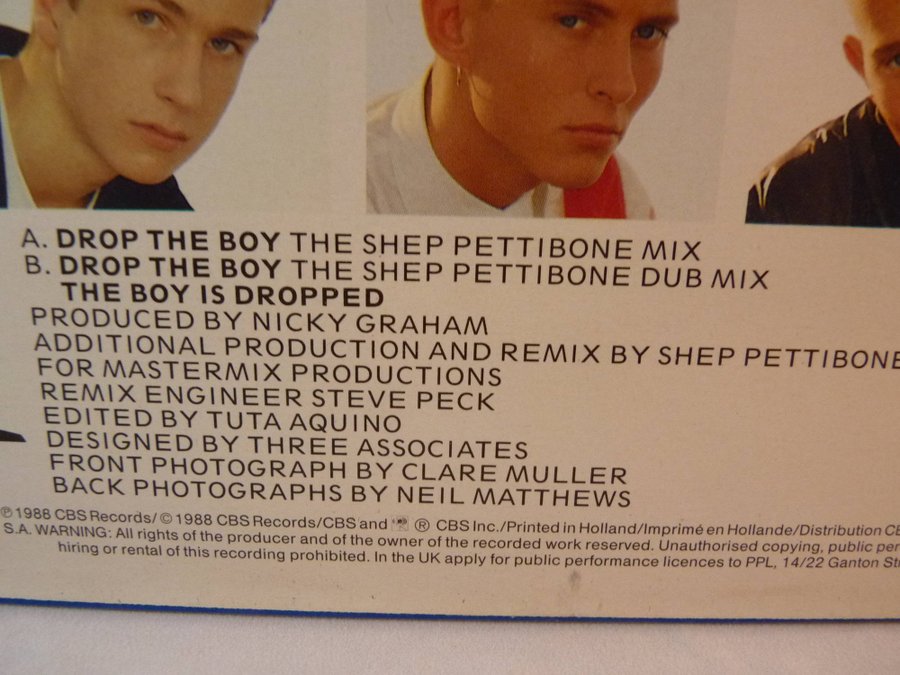 A. DROP THE BOY THE SHEP PETTIBONE MIX
B. DROP THE BOY THE SHEP PETTIBONE DUB MIX
THE BOY IS DROPPED
PRODUCED BY NICKY GRAHAM
ADDITIONAL PRODUCTION AND REMIX BY SHEP PETTIBONE
FOR MASTERMIX PRODUCTIONS
REMIX ENGINEER STEVE PECK
EDITED BY TUTA AQUINO
DESIGNED BY THREE ASSOCIATES
FRONT PHOTOGRAPH BY CLARE MULLER
BACK PHOTOGRAPHS BY NEIL MATTHEWS
℗1988 CBS Records/ © 1988 CBS Records/CBS and ® CBS Inc./Printed in Holland/Imprimé en Hollande/Distribution
S.A. WARNING: All rights of the producer and of the owner of the recorded work reserved. Unauthorised copying, public
hiring or rental of this recording prohibited. In the UK apply for public performance licences to PPL, 14/22 Ganton